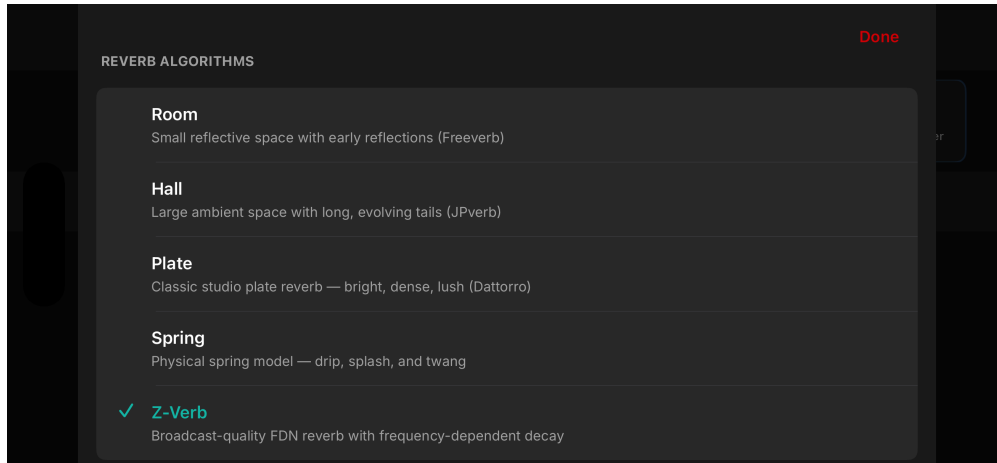 Done
REVERB ALGORITHMS
Room
Small reflective space with early reflections (Freeverb)
Hall
Large ambient space with long, evolving tails (JPverb)
Plate
Classic studio plate reverb — bright, dense, lush (Dattorro)
Spring
Physical spring model — drip, splash, and twang
Z-Verb
Broadcast-quality FDN reverb with frequency-dependent decay